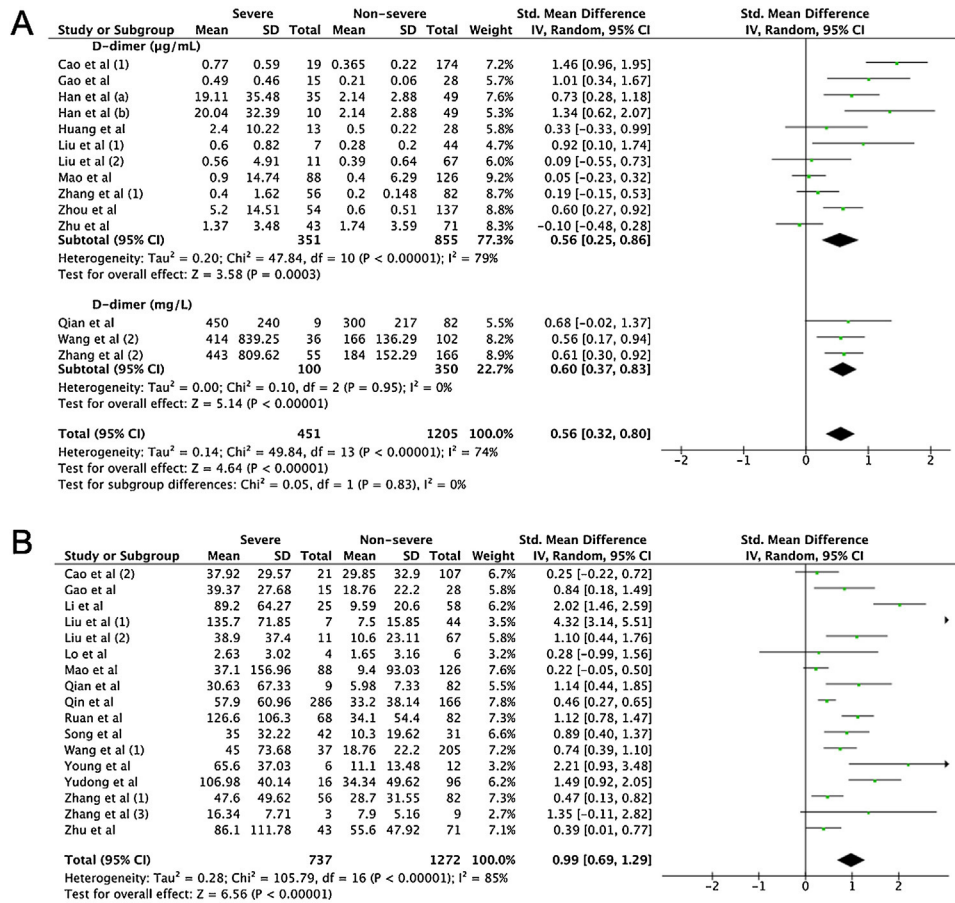 A
Severe Non-severe Std. Mean Difference Std. Mean Difference
Study or Subgroup Mean SD Total Mean SD Total Weight IV, Random, 95% CI IV, Random, 95% CI
D-dimer (µg/mL)
Cao et al (1) 0.77 0.59 19 0.365 0.22 174 7.2% 1.46 [0.96, 1.95]
Gao et al 0.49 0.46 15 0.21 0.06 28 5.8% 1.01 [0.34, 1.67]
Han et al (a) 19.11 35.48 35 2.14 2.88 49 7.6% 0.73 [0.28, 1.18]
Han et al (b) 20.04 32.39 10 2.14 2.88 49 5.3% 1.34 [0.62, 2.07]
Huang et al 2.4 10.22 13 0.5 0.22 28 5.8% 0.33 [−0.33, 0.99]
Liu et al (1) 0.6 0.82 7 0.28 0.2 44 4.7% 0.92 [0.10, 1.74]
Liu et al (2) 0.56 4.91 11 0.39 0.64 67 6.0% 0.09 [−0.55, 0.73]
Mao et al 0.9 14.74 88 0.4 6.29 126 9.2% 0.05 [−0.23, 0.32]
Zhang et al (1) 0.4 1.62 56 0.2 0.148 82 8.7% 0.19 [−0.15, 0.53]
Zhou et al 5.2 14.51 54 0.6 0.51 137 8.8% 0.60 [0.27, 0.92]
Zhu et al 1.37 3.48 43 1.74 3.59 71 8.3% −0.10 [−0.48, 0.28]
Subtotal (95% CI) 351 855 77.3% 0.56 [0.25, 0.86]
Heterogeneity: Tau² = 0.20; Chi² = 47.84, df = 10 (P < 0.00001); I² = 79%
Test for overall effect: Z = 3.58 (P = 0.0003)
D-dimer (mg/L)
Qian et al 450 240 9 300 217 82 5.5% 0.68 [−0.02, 1.37]
Wang et al (2) 414 839.25 36 166 136.29 102 8.2% 0.56 [0.17, 0.94]
Zhang et al (2) 443 809.62 55 184 152.29 166 8.9% 0.61 [0.30, 0.92]
Subtotal (95% CI) 100 350 22.7% 0.60 [0.37, 0.83]
Heterogeneity: Tau² = 0.00; Chi² = 0.10, df = 2 (P = 0.95); I² = 0%
Test for overall effect: Z = 5.14 (P < 0.00001)
Total (95% CI) 451 1205 100.0% 0.56 [0.32, 0.80]
Heterogeneity: Tau² = 0.14; Chi² = 49.84, df = 13 (P < 0.00001); I² = 74%
Test for overall effect: Z = 4.64 (P < 0.00001)
Test for subgroup differences: Chi² = 0.05, df = 1 (P = 0.83), I² = 0%
−2 −1 0 1 2
B
Severe Non-severe Std. Mean Difference Std. Mean Difference
Study or Subgroup Mean SD Total Mean SD Total Weight IV, Random, 95% CI IV, Random, 95% CI
Cao et al (2) 37.92 29.57 21 29.85 32.9 107 6.7% 0.25 [−0.22, 0.72]
Gao et al 39.37 27.68 15 18.76 22.2 28 5.8% 0.84 [0.18, 1.49]
Li et al 89.2 64.27 25 9.59 20.6 58 6.2% 2.02 [1.46, 2.59]
Liu et al (1) 135.7 71.85 7 7.5 15.85 44 3.5% 4.32 [3.14, 5.51]
Liu et al (2) 38.9 37.4 11 10.6 23.11 67 5.8% 1.10 [0.44, 1.76]
Lo et al 2.63 3.02 4 1.65 3.16 6 3.2% 0.28 [−0.99, 1.56]
Mao et al 37.1 156.96 88 9.4 93.03 126 7.6% 0.22 [−0.05, 0.50]
Qian et al 30.63 67.33 9 5.98 7.33 82 5.5% 1.14 [0.44, 1.85]
Qin et al 57.9 60.96 286 33.2 38.14 166 7.8% 0.46 [0.27, 0.65]
Ruan et al 126.6 106.3 68 34.1 54.4 82 7.3% 1.12 [0.78, 1.47]
Song et al 35 32.22 42 10.3 19.62 31 6.6% 0.89 [0.40, 1.37]
Wang et al (1) 45 73.68 37 18.76 22.2 205 7.2% 0.74 [0.39, 1.10]
Young et al 65.6 37.03 6 11.1 13.48 12 3.2% 2.21 [0.93, 3.48]
Yudong et al 106.98 40.14 16 34.34 49.62 96 6.2% 1.49 [0.92, 2.05]
Zhang et al (1) 47.6 49.62 56 28.7 31.55 82 7.3% 0.47 [0.13, 0.82]
Zhang et al (3) 16.34 7.71 3 7.9 5.16 9 2.7% 1.35 [−0.11, 2.82]
Zhu et al 86.1 111.78 43 55.6 47.92 71 7.1% 0.39 [0.01, 0.77]
Total (95% CI) 737 1272 100.0% 0.99 [0.69, 1.29]
Heterogeneity: Tau² = 0.28; Chi² = 105.79, df = 16 (P < 0.00001); I² = 85%
Test for overall effect: Z = 6.56 (P < 0.00001)
−2 −1 0 1 2